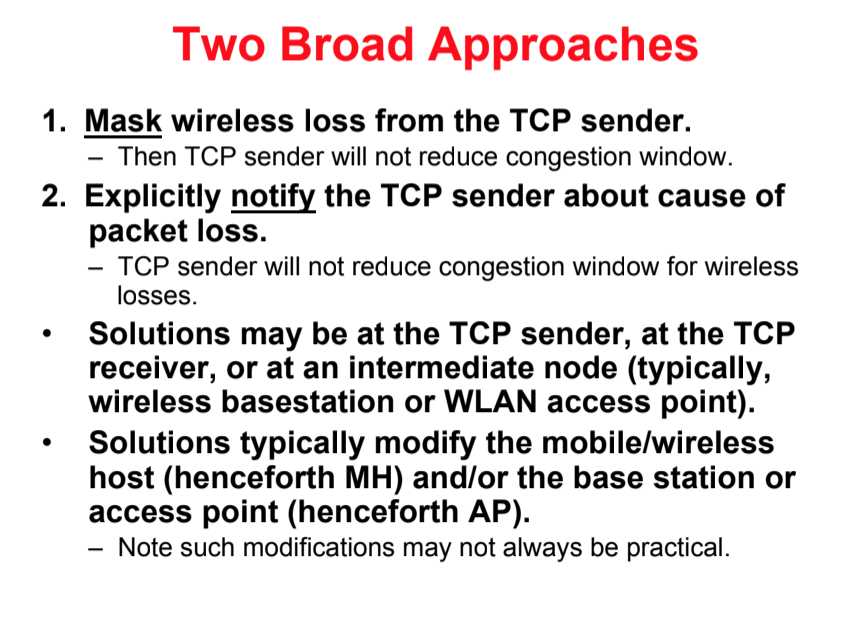 Two Broad Approaches
1. Mask wireless loss from the TCP sender.
– Then TCP sender will not reduce congestion window.
2. Explicitly notify the TCP sender about cause of
packet loss.
– TCP sender will not reduce congestion window for wireless
losses.
• Solutions may be at the TCP sender, at the TCP
receiver, or at an intermediate node (typically,
wireless basestation or WLAN access point).
• Solutions typically modify the mobile/wireless
host (henceforth MH) and/or the base station or
access point (henceforth AP).
– Note such modifications may not always be practical.